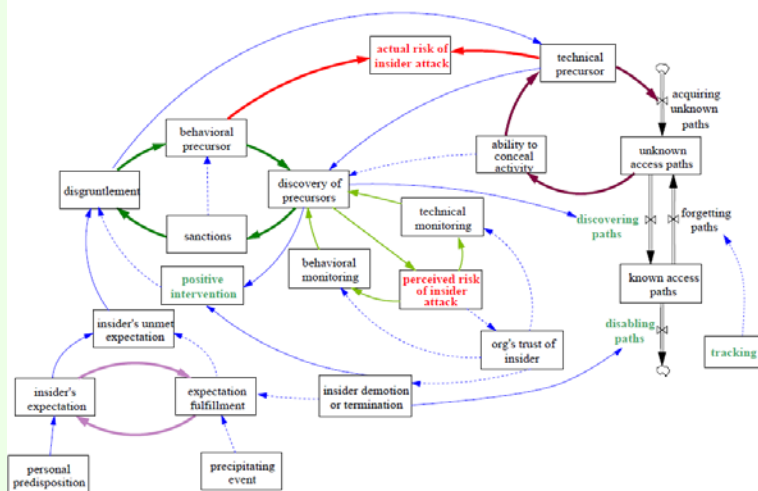 actual risk of
insider attack
technical
precursor
acquiring
unknown
paths
behavioral
precursor
ability to
conceal
activity
unknown
access paths
disgruntlement
discovery of
precursors
sanctions
technical
monitoring
discovering
paths
forgetting
paths
behavioral
monitoring
positive
intervention
perceived risk
of insider
attack
known access
paths
insider's unmet
expectation
org's trust of
insider
disabling
paths
tracking
insider's
expectation
expectation
fulfillment
insider demotion
or termination
personal
predisposition
precipitating
event